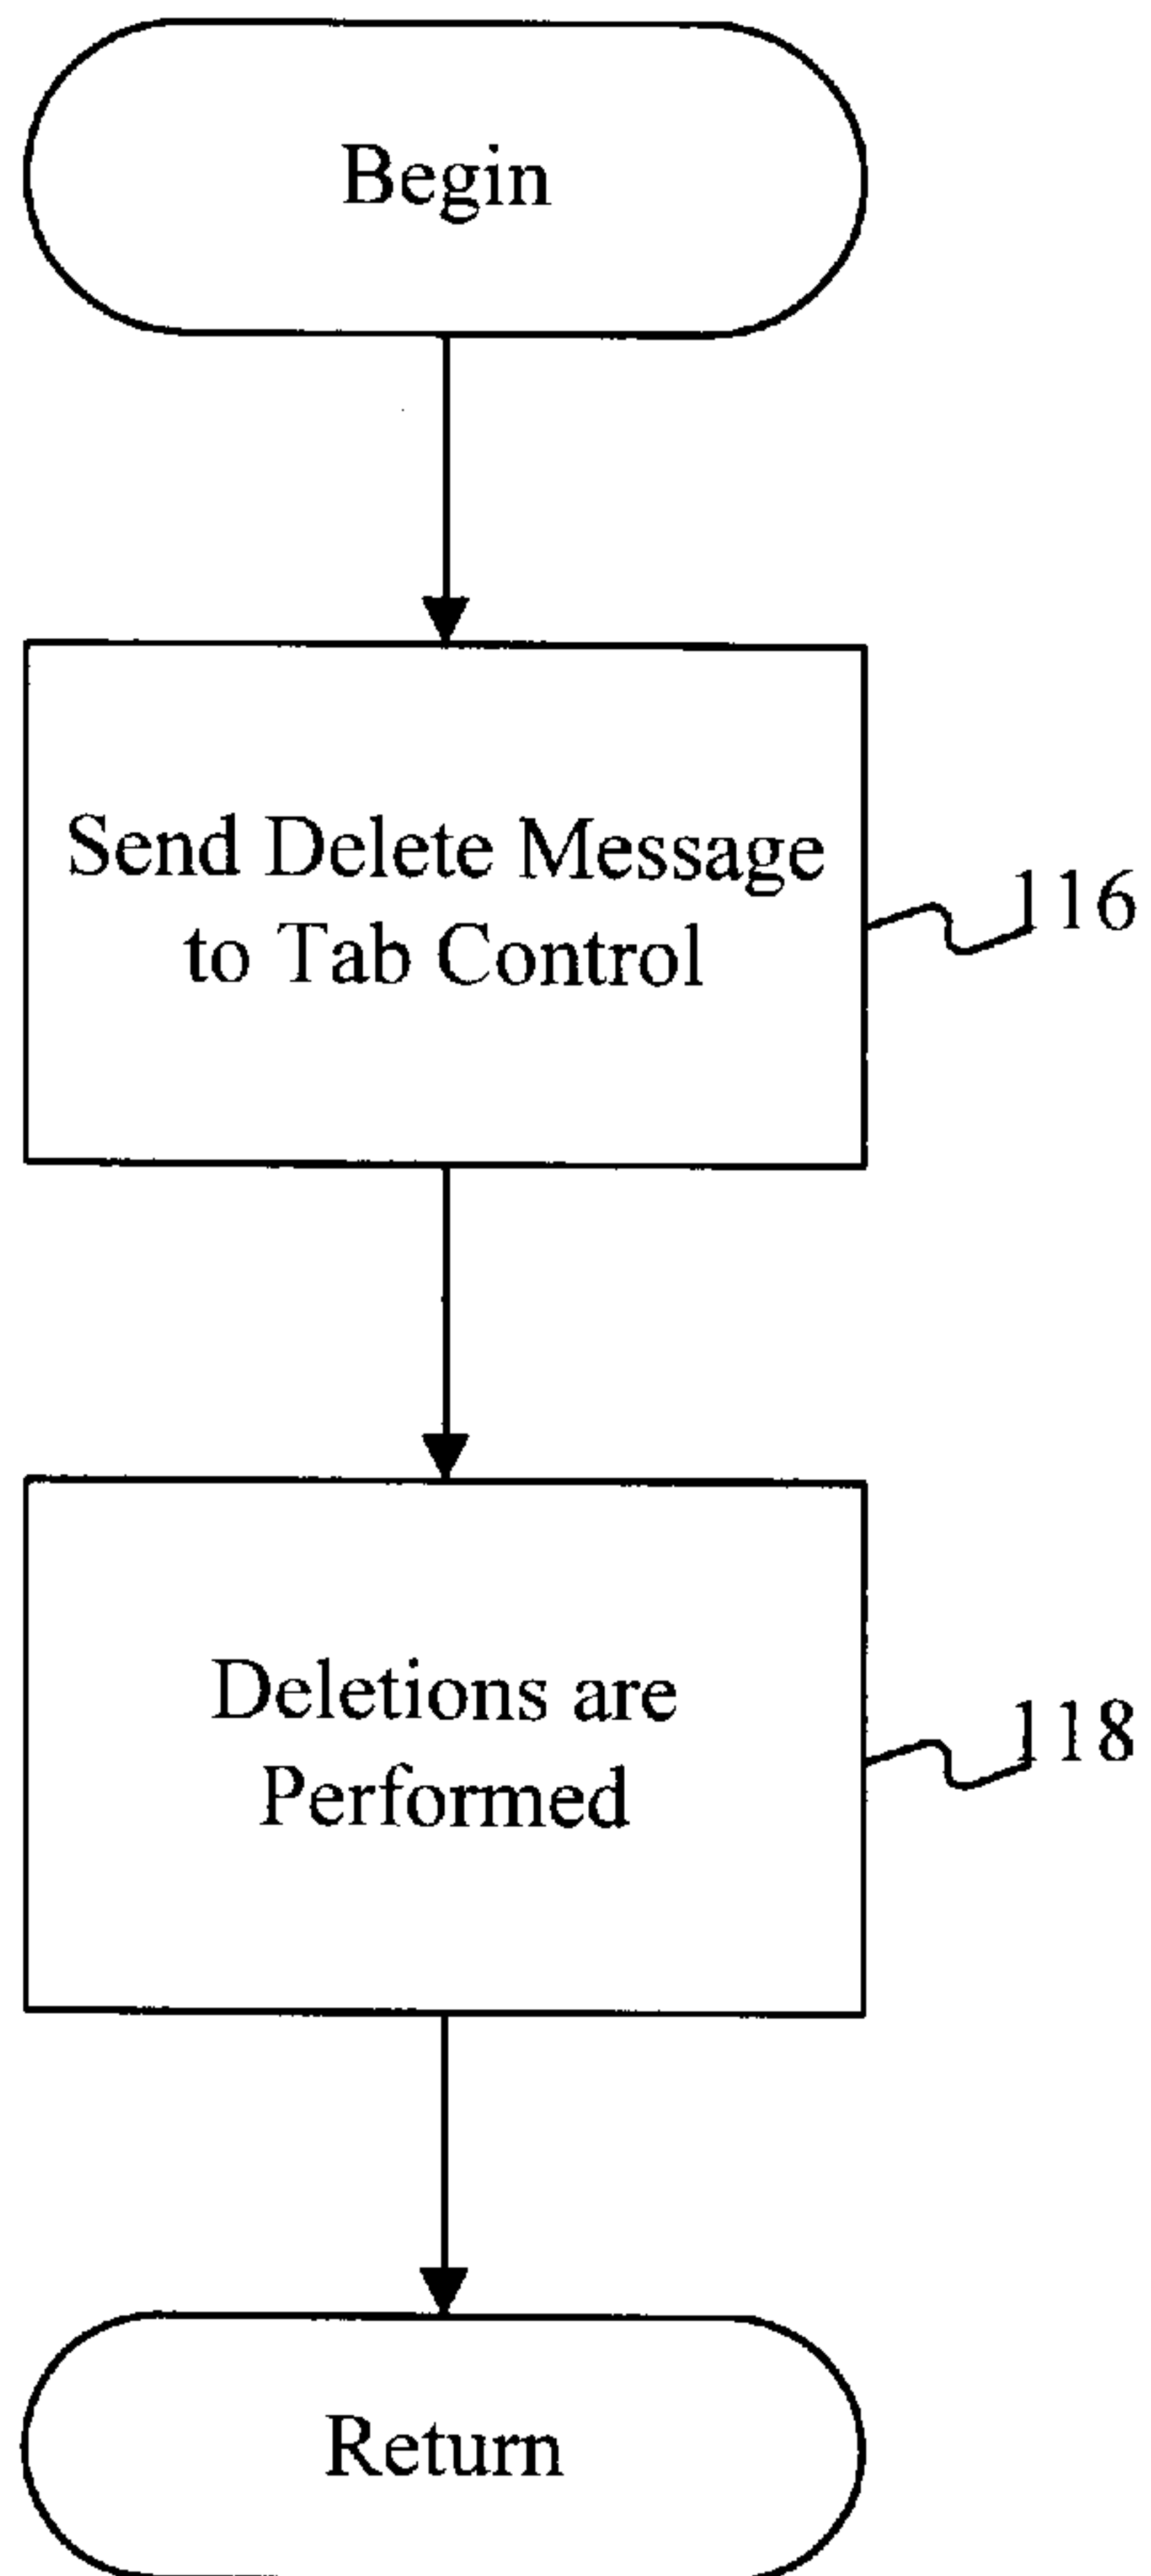 Begin
Send Delete Message
to Tab Control
116
Deletions are
Performed
118
Return